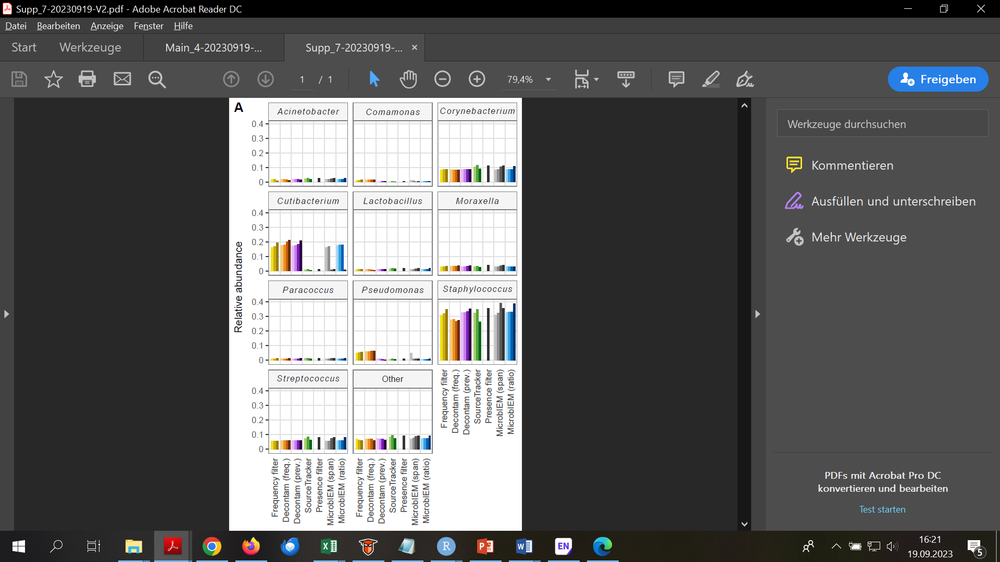 Supp_7-20230919-V2.pdf - Adobe Acrobat Reader DC
Datei Bearbeiten Anzeige Fenster Hilfe
Start Werkzeuge Main_4-20230919-... Supp_7-20230919-... ×
1 / 1 79,4% Freigeben
A
Acinetobacter Comamonas Corynebacterium
0.4
0.3
0.2
0.1
0
Cutibacterium Lactobacillus Moraxella
0.4
0.3
0.2
0.1
0
Relative abundance
Paracoccus Pseudomonas Staphylococcus
0.4
0.3
0.2
0.1
0
Streptococcus Other
0.4
0.3
0.2
0.1
0
Frequency filter
Decontam (freq.)
Decontam (prev.)
SourceTracker
Presence filter
MicrobIEM (span)
MicrobIEM (ratio)
Frequency filter
Decontam (freq.)
Decontam (prev.)
SourceTracker
Presence filter
MicrobIEM (span)
MicrobIEM (ratio)
Frequency filter
Decontam (freq.)
Decontam (prev.)
SourceTracker
Presence filter
MicrobIEM (span)
MicrobIEM (ratio)
Werkzeuge durchsuchen
Kommentieren
Ausfüllen und unterschreiben
Mehr Werkzeuge
PDFs mit Acrobat Pro DC
konvertieren und bearbeiten
Test starten
R EN
16:21
19.09.2023
5